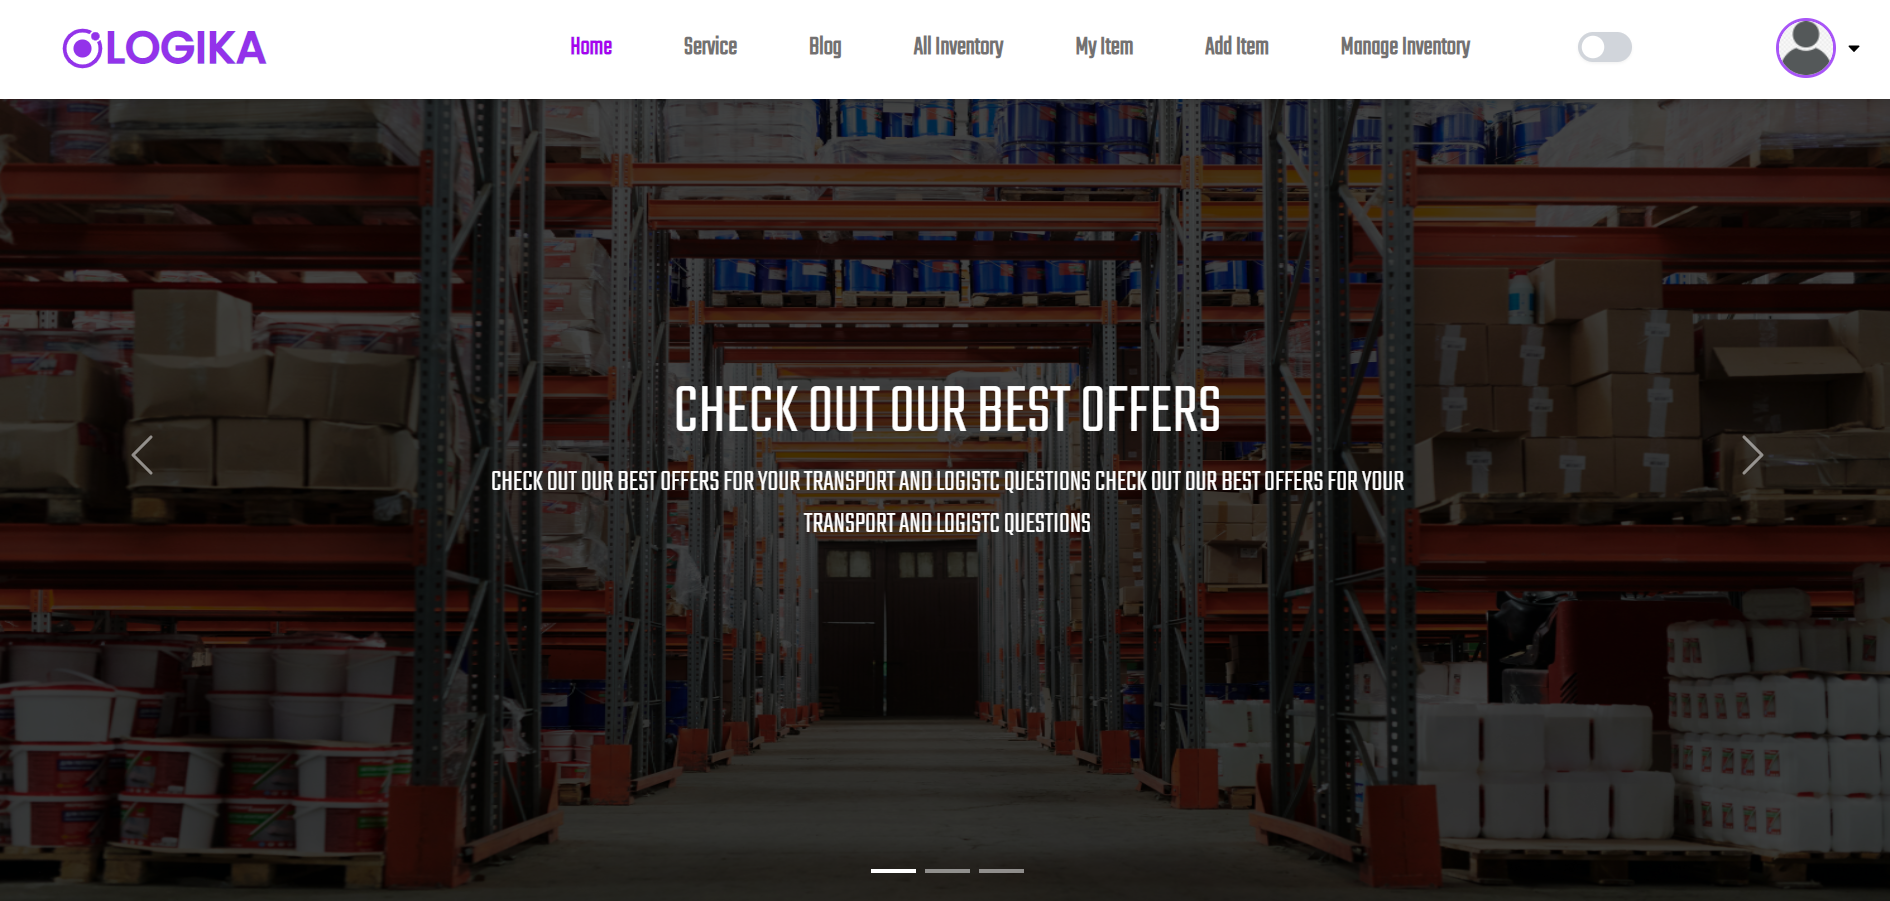 LOGIKA
Home Service Blog All Inventory My Item Add Item Manage Inventory
CHECK OUT OUR BEST OFFERS
CHECK OUT OUR BEST OFFERS FOR YOUR TRANSPORT AND LOGISTC QUESTIONS CHECK OUT OUR BEST OFFERS FOR YOUR
TRANSPORT AND LOGISTC QUESTIONS